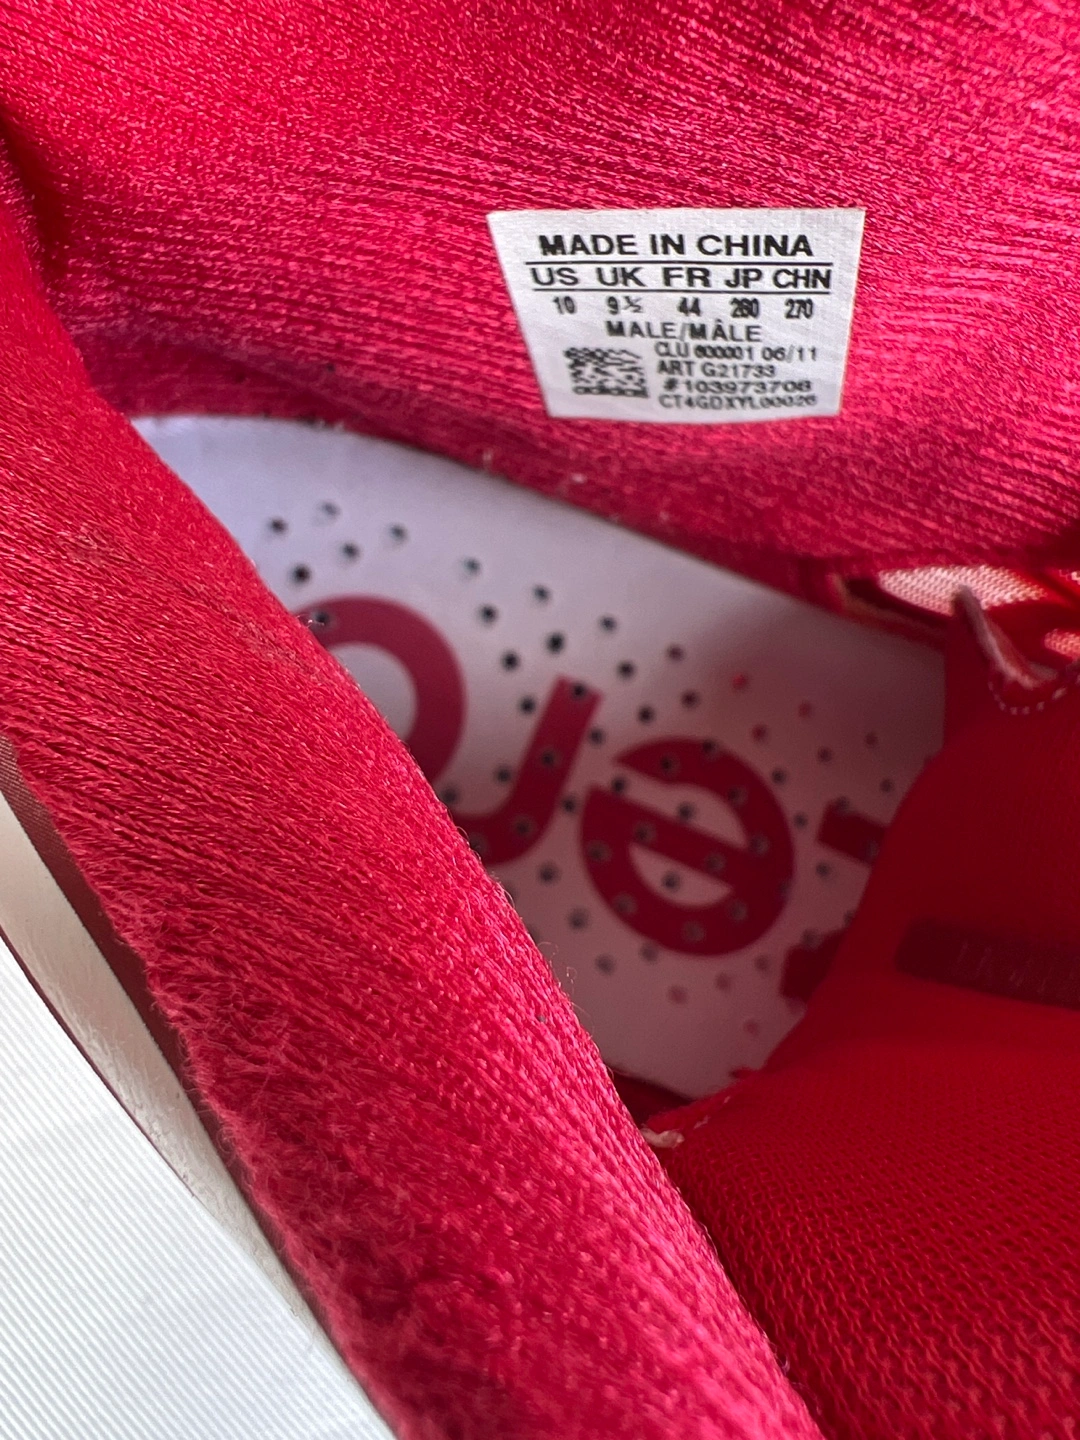 MADE IN CHINA
US UK FR JP CHN
10 9½ 44 280 270
MALE/MÂLE
CLU 600001 06/11
ART G21733
#103973708
adidas
CT4GDXYL00026